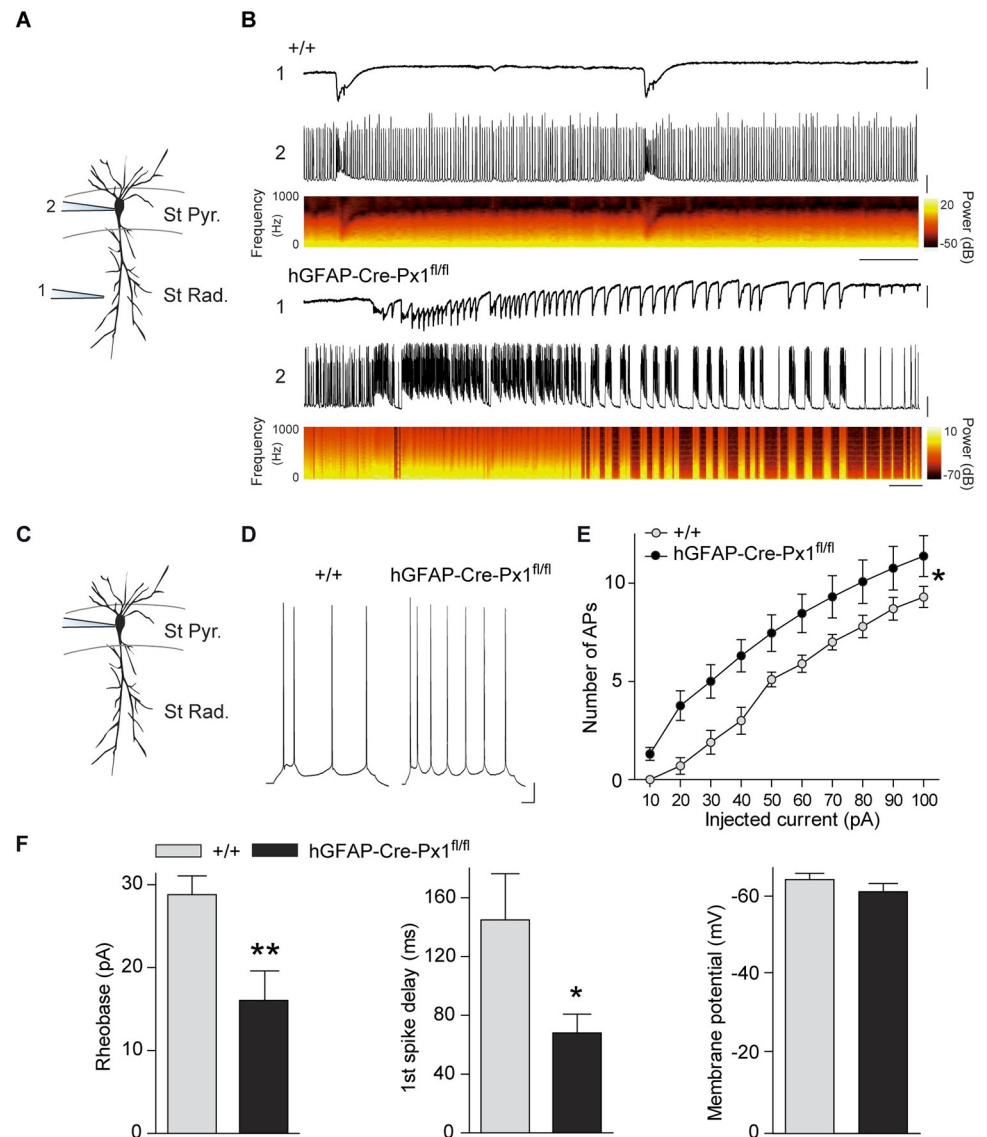 A
2
St Pyr.
1
St Rad.
B
+/+
1
2
1000
Frequency
(Hz)
0
20
-50
Power (dB)
hGFAP-Cre-Px1fl/fl
1
2
1000
Frequency
(Hz)
0
10
-70
Power (dB)
C
St Pyr.
St Rad.
D
+/+ hGFAP-Cre-Px1fl/fl
E
+/+
hGFAP-Cre-Px1fl/fl
*
Number of APs
10
5
0
10 20 30 40 50 60 70 80 90 100
Injected current (pA)
F
+/+ hGFAP-Cre-Px1fl/fl
Rheobase (pA)
30
20
10
0
**
1st spike delay (ms)
160
120
80
40
0
*
Membrane potential (mV)
-60
-40
-20
0